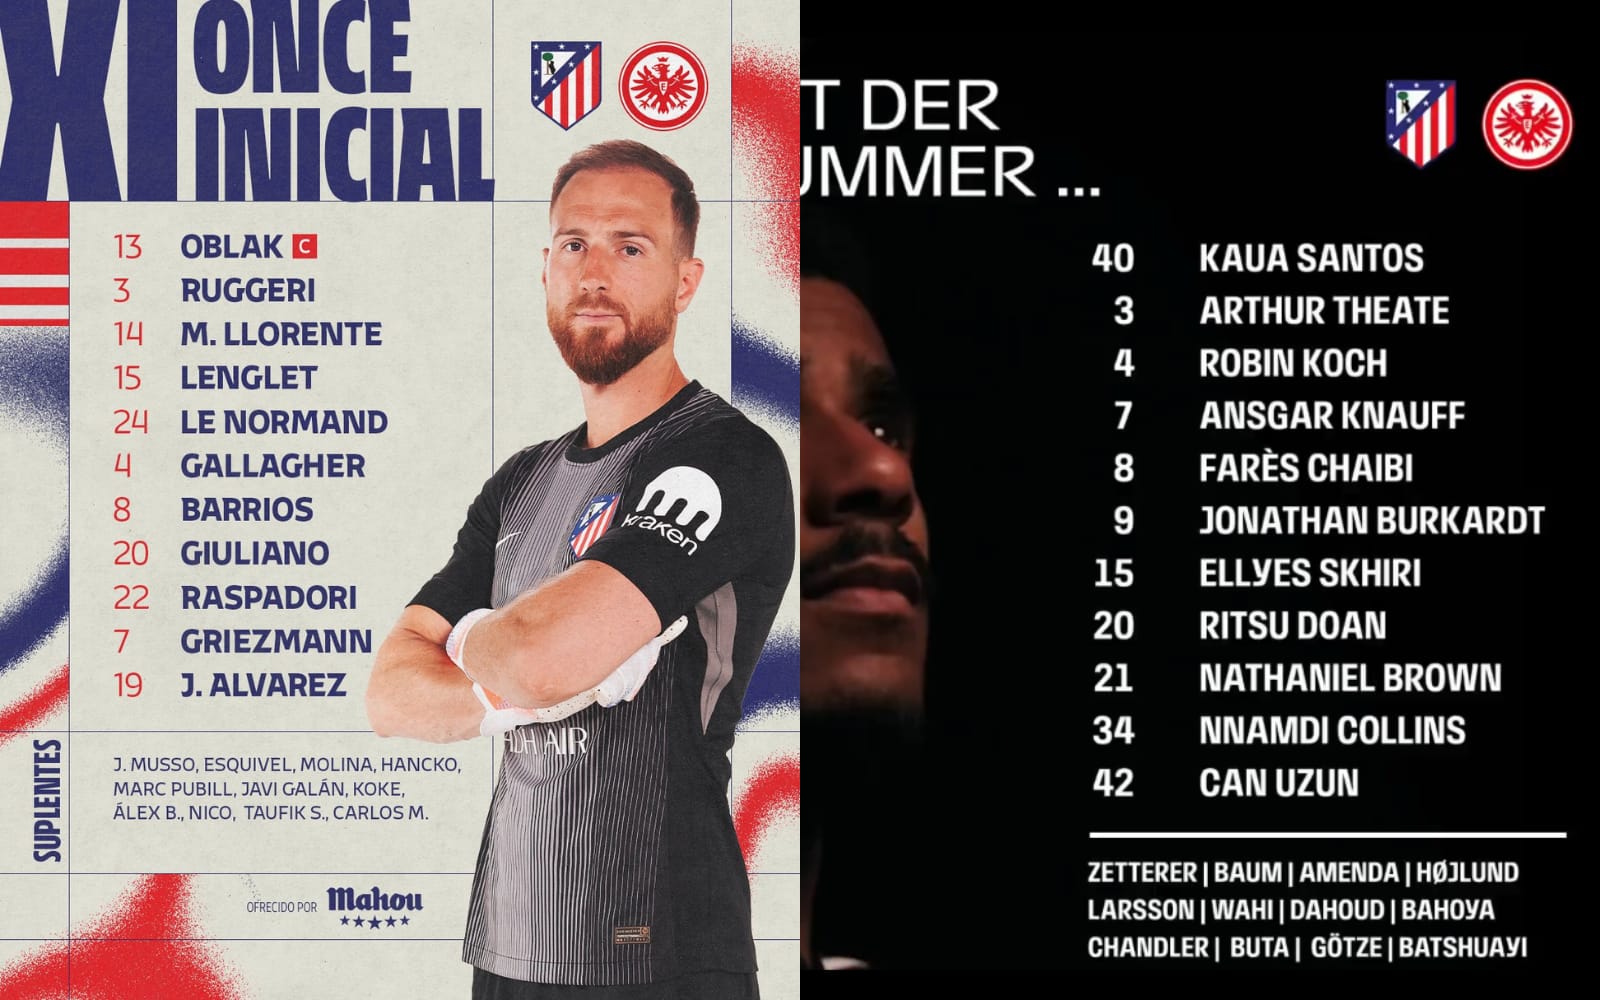 XI ONCE
INICIAL
13 OBLAK C
3 RUGGERI
14 M. LLORENTE
15 LENGLET
24 LE NORMAND
4 GALLAGHER
8 BARRIOS
20 GIULIANO
22 RASPADORI
7 GRIEZMANN
19 J. ALVAREZ
kraken
SUPLENTES
J. MUSSO, ESQUIVEL, MOLINA, HANCKO,
MARC PUBILL, JAVI GALÁN, KOKE,
ÁLEX B., NICO, TAUFIK S., CARLOS M.
OFRECIDO POR Mahou
ADH AIR
T DER
UMMER ...
40 KAUA SANTOS
3 ARTHUR THEATE
4 ROBIN KOCH
7 ANSGAR KNAUFF
8 FARÈS CHAIBI
9 JONATHAN BURKARDT
15 ELLYES SKHIRI
20 RITSU DOAN
21 NATHANIEL BROWN
34 NNAMDI COLLINS
42 CAN UZUN
ZETTERER | BAUM | AMENDA | HØJLUND
LARSSON | WAHI | DAHOUD | BAHOYA
CHANDLER | BUTA | GÖTZE | BATSHUAYI